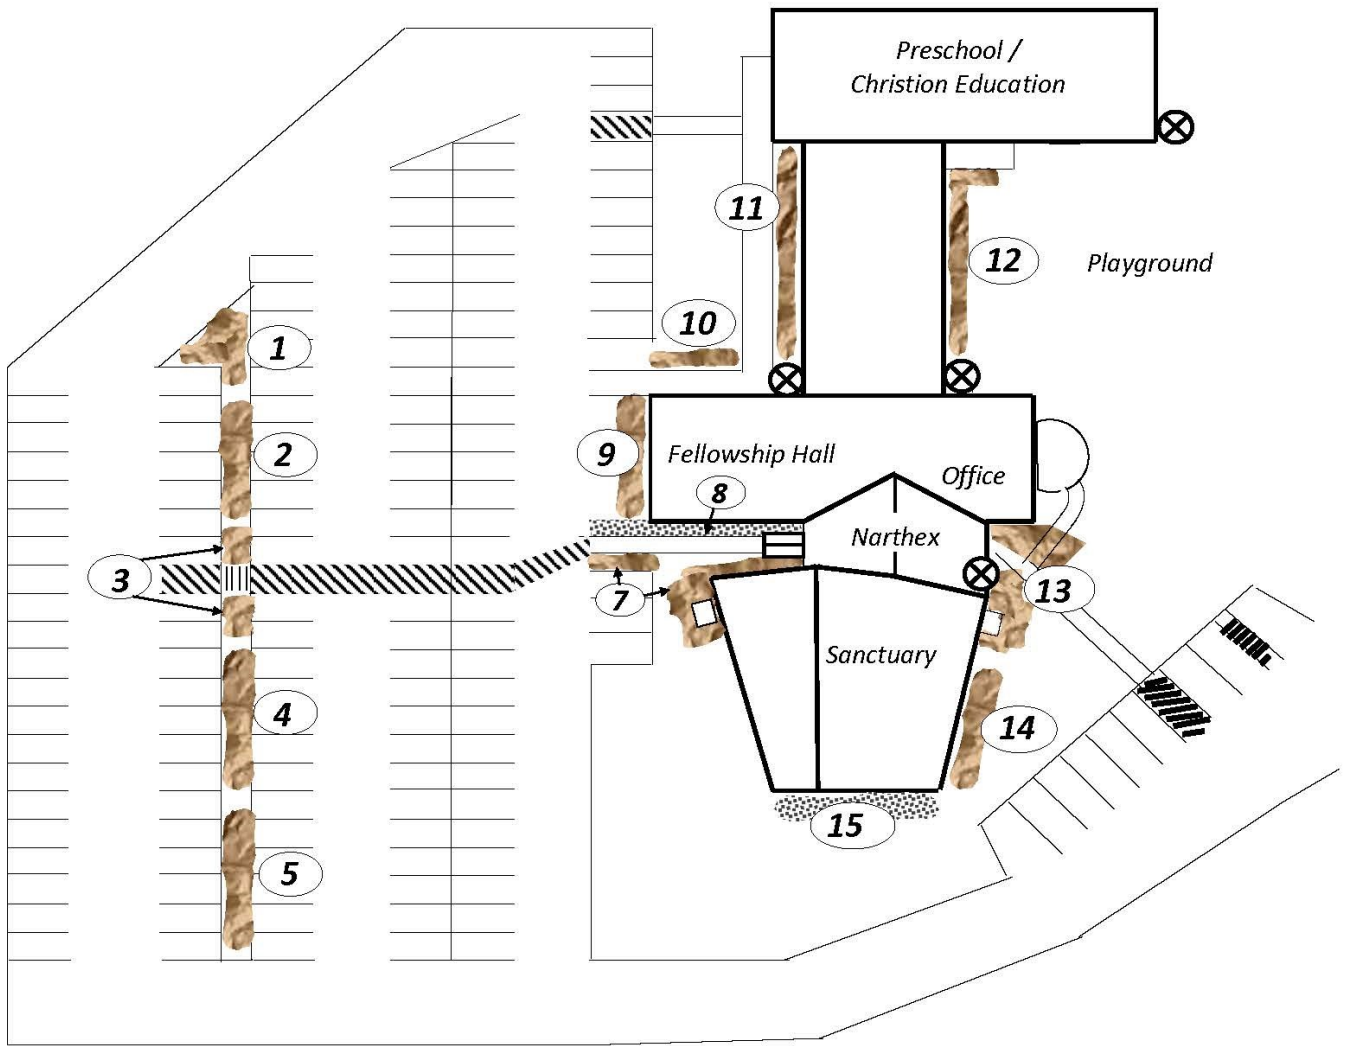 Preschool /
Christion Education
11
12
Playground
10
1
2
9
Fellowship Hall
Office
8
Narthex
3
7
13
Sanctuary
4
14
15
5